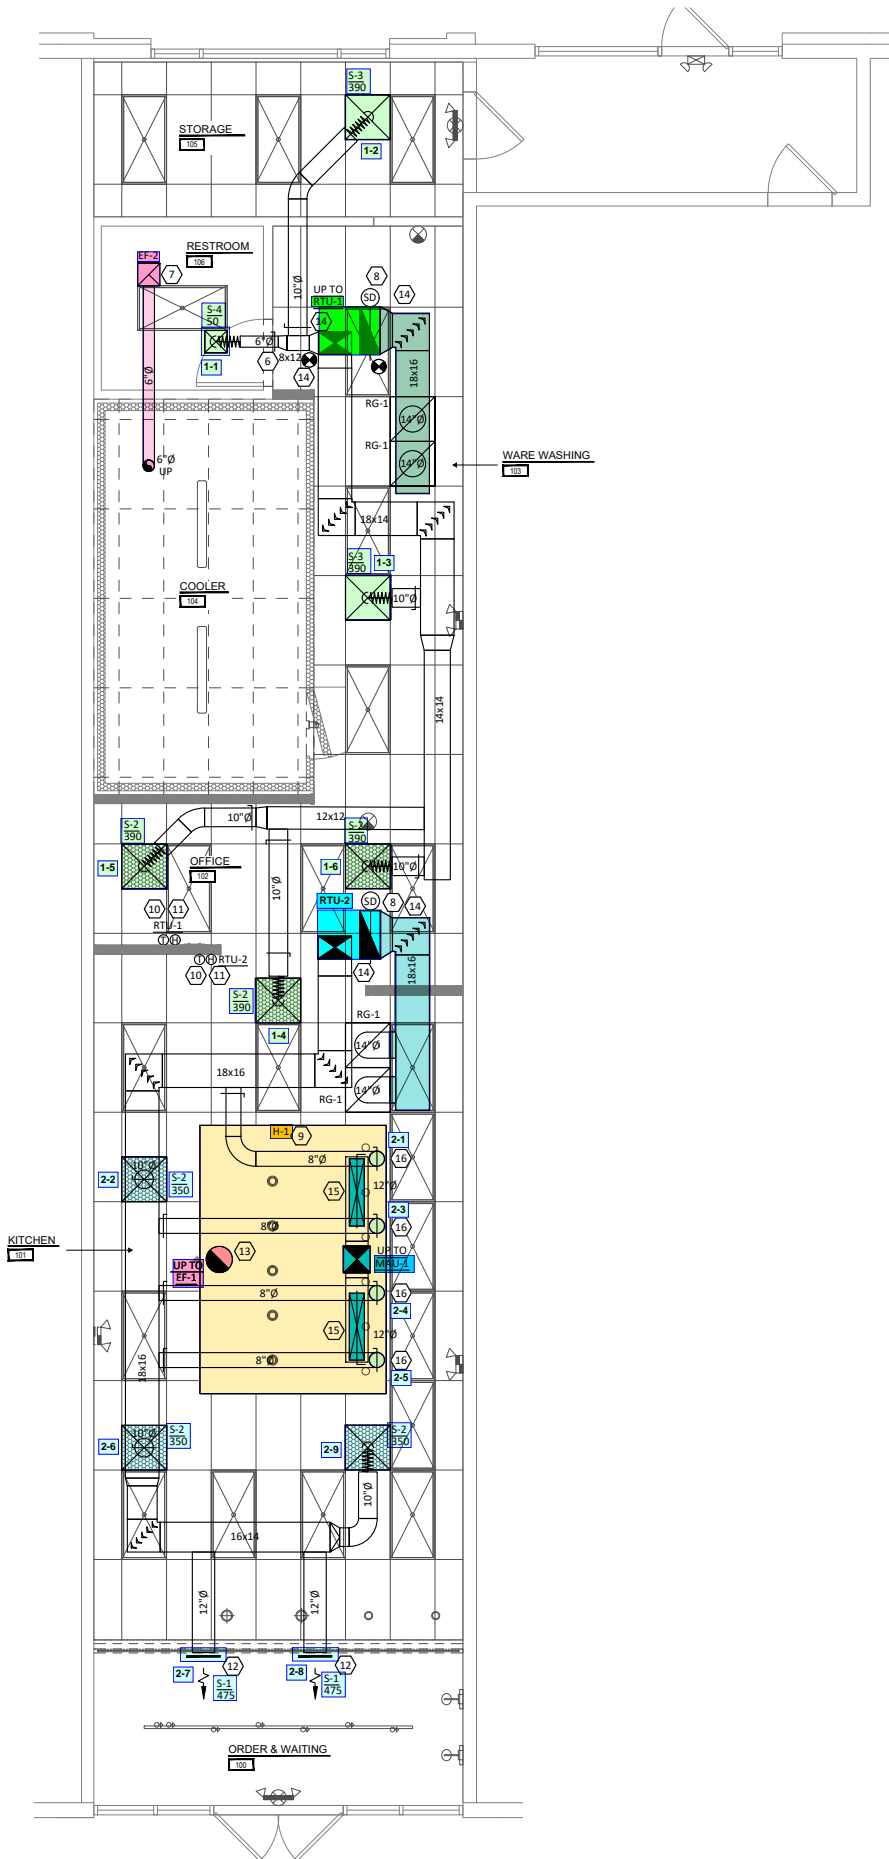 S-3
390
STORAGE
105
1-2
RESTROOM
106
EF-2
7
8
UP TO
RTU-1
SD
14
10"Ø
S-4
50
14
6"Ø
8x12
6
14
1-1
18x16
6"Ø
RG-1
14"Ø
RG-1
14"Ø
WARE WASHING
103
6"Ø
UP
18x14
S-3
390
1-3
10"Ø
COOLER
104
14x14
10"Ø
12x12
S-2
390
S-2
390
1-5
OFFICE
102
1-6
10"Ø
10"Ø
RTU-2
SD
8
14
10
11
RTU-1
T
H
T
H
RTU-2
10
11
14
18x16
S-2
390
RG-1
1-4
14"Ø
18x16
14"Ø
RG-1
H-1
9
2-1
8"Ø
16
10"Ø
2-2
S-2
350
15
12"Ø
2-3
8"Ø
16
KITCHEN
101
13
UP TO
EF-1
UP TO
MAU-1
8"Ø
16
2-4
15
12"Ø
18x16
8"Ø
16
2-5
S-2
350
S-2
350
2-6
10"Ø
2-9
10"Ø
16x14
12"Ø
12"Ø
2-7
12
S-1
475
2-8
12
S-1
475
ORDER & WAITING
100